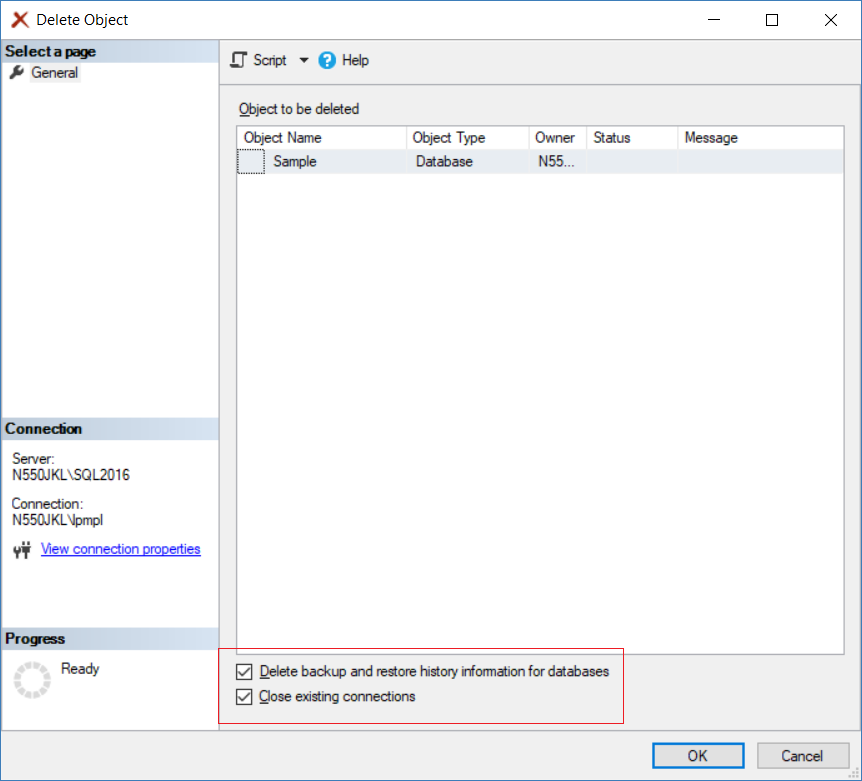 Delete Object
Select a page
General
Script
Help
Object to be deleted
Object Name Object Type Owner Status Message
Sample Database N55...
Connection
Server:
N550JKL\SQL2016
Connection:
N550JKL\lpmpl
View connection properties
Progress
Ready
Delete backup and restore history information for databases
Close existing connections
OK Cancel